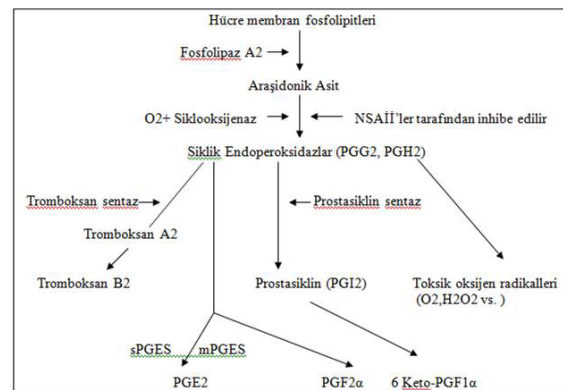 Hücre membran fosfolipitleri
Fosfolipaz A2
Araşidonik Asit
O2+ Siklooksijenaz
NSAİİ'ler tarafından inhibe edilir
Siklik Endoperoksidazlar (PGG2, PGH2)
Tromboksan sentaz
Prostasiklin sentaz
Tromboksan A2
Tromboksan B2
Prostasiklin (PGI2)
Toksik oksijen radikalleri
(O2,H2O2 vs. )
sPGES mPGES
PGE2
PGF2α
6 Keto-PGF1α